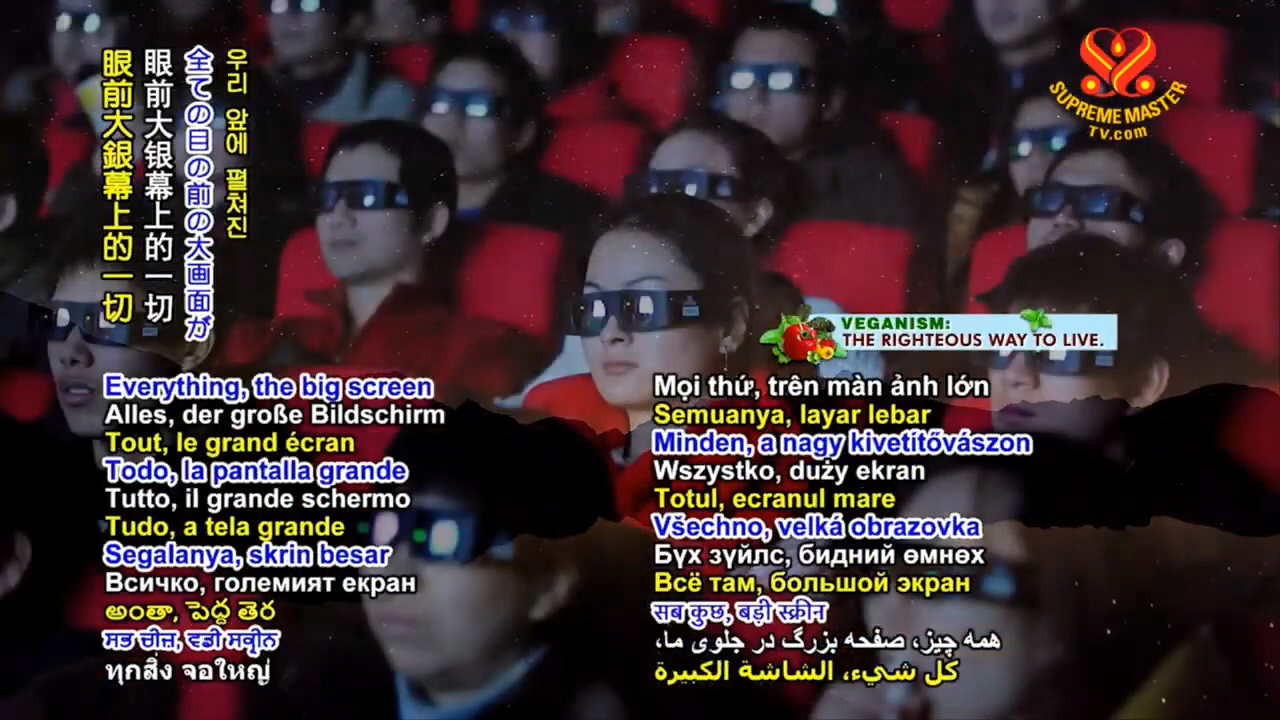 우리 앞에 펼쳐진
全ての目の前の大画面が
眼前大银幕上的一切
眼前大銀幕上的一切
SUPREME MASTER
TV.com
VEGANISM:
THE RIGHTEOUS WAY TO LIVE.
Everything, the big screen
Alles, der große Bildschirm
Tout, le grand écran
Todo, la pantalla grande
Tutto, il grande schermo
Tudo, a tela grande
Segalanya, skrin besar
Всичко, големият екран
అంతా, పెద్ద తెర
ਸਭ ਚੀਜ਼, ਵਡੀ ਸਕ੍ਰੀਨ
ทุกสิ่ง จอใหญ่
Mọi thứ, trên màn ảnh lớn
Semuanya, layar lebar
Minden, a nagy kivetítővászon
Wszystko, duży ekran
Totul, ecranul mare
Všechno, velká obrazovka
Бүх зүйлс, бидний өмнөх
Всё там, большой экран
सब कुछ, बड़ी स्क्रीन
همه چیز، صفحه بزرگ در جلوی ما،
كل شيء، الشاشة الكبيرة